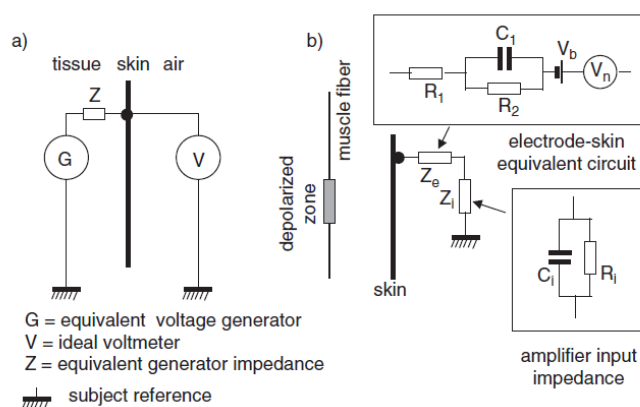 a)
tissue skin air
Z
G
V
G = equivalent voltage generator
V = ideal voltmeter
Z = equivalent generator impedance
subject reference
b)
muscle fiber
depolarized
zone
C1
Vb
Vn
R1
R2
electrode-skin
equivalent circuit
Ze
Zi
skin
Ci
Ri
amplifier input
impedance